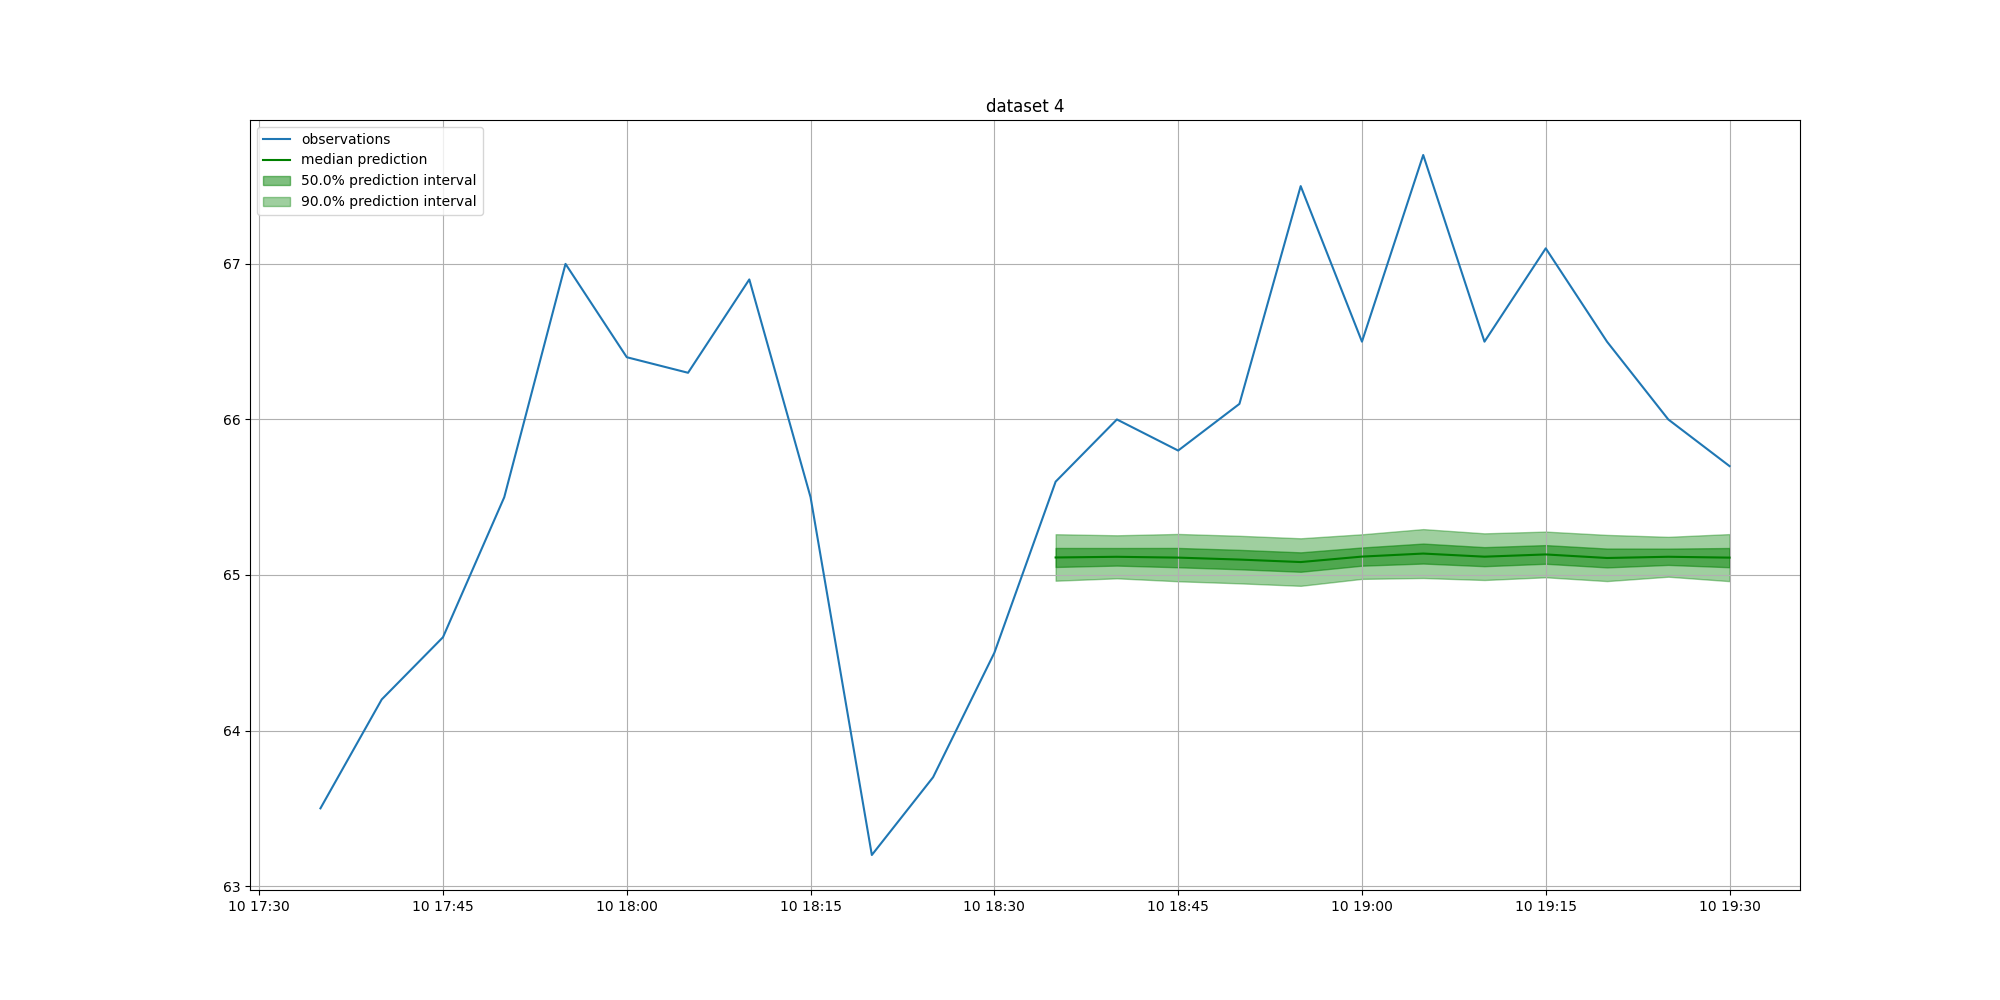 dataset 4
observations
median prediction
50.0% prediction interval
90.0% prediction interval
67
66
65
64
63
10 17:30 10 17:45 10 18:00 10 18:15 10 18:30 10 18:45 10 19:00 10 19:15 10 19:30